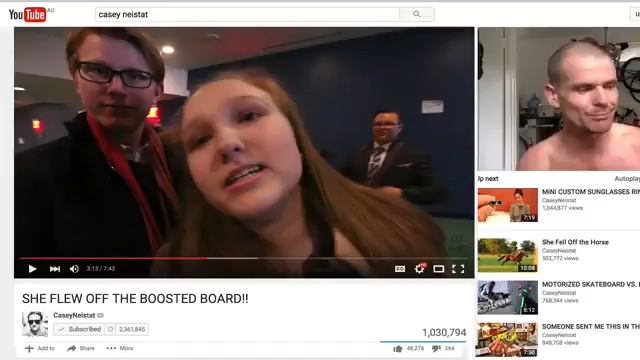 YouTube AU
casey neistat
Up next
Autoplay
MiNi CUSTOM SUNGLASSES
CaseyNeistat
1,044,877 views
7:19
She Fell Off the Horse
CaseyNeistat
502,772 views
10:08
MOTORIZED SKATEBOARD VS.
CaseyNeistat
768,344 views
8:12
SOMEONE SENT ME THIS IN TH
CaseyNeistat
948,708 views
7:50
3:13 / 7:43
SHE FLEW OFF THE BOOSTED BOARD!!
CaseyNeistat
Subscribed
2,361,845
1,030,794
Add to
Share
More
48,276
364